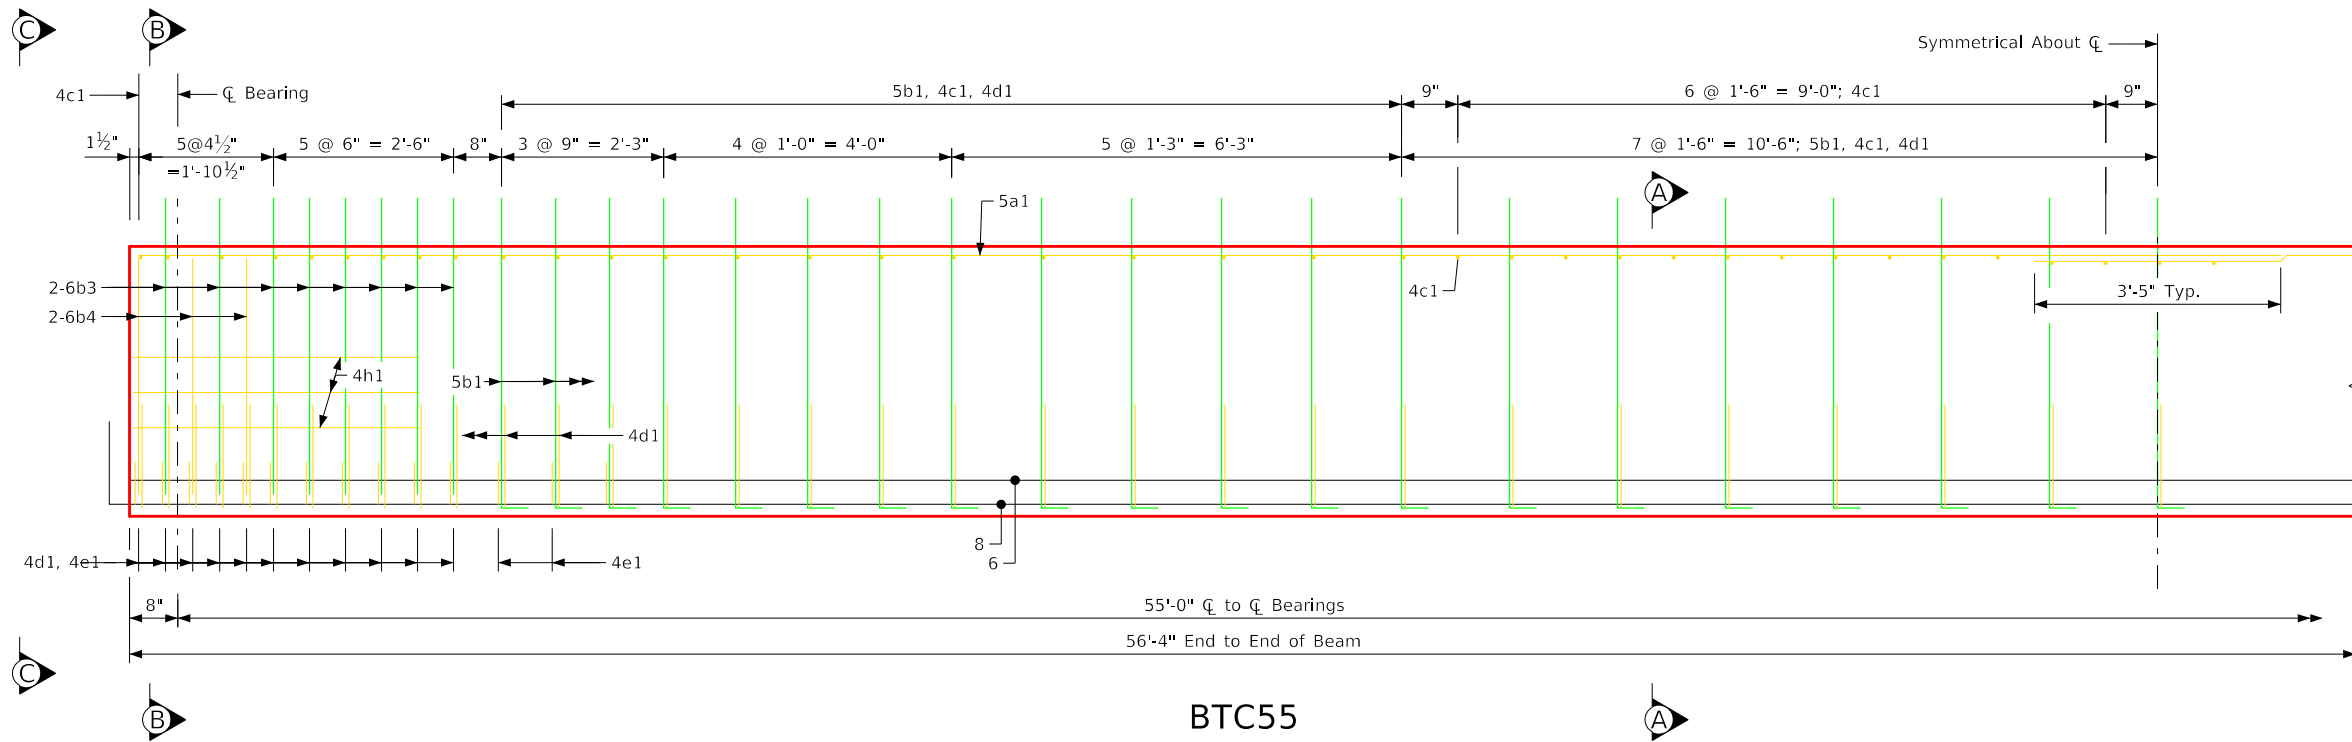 C
B
Symmetrical About ℄
4c1
℄ Bearing
5b1, 4c1, 4d1
9"
6 @ 1'-6" = 9'-0"; 4c1
9"
1½"
5@4½"
=1'-10½"
5 @ 6" = 2'-6"
8"
3 @ 9" = 2'-3"
4 @ 1'-0" = 4'-0"
5 @ 1'-3" = 6'-3"
7 @ 1'-6" = 10'-6"; 5b1, 4c1, 4d1
A
5a1
2-6b3
4c1
3'-5" Typ.
2-6b4
4h1
5b1
4d1
8
6
4d1, 4e1
4e1
8"
55'-0" ℄ to ℄ Bearings
56'-4" End to End of Beam
C
B
BTC55
A